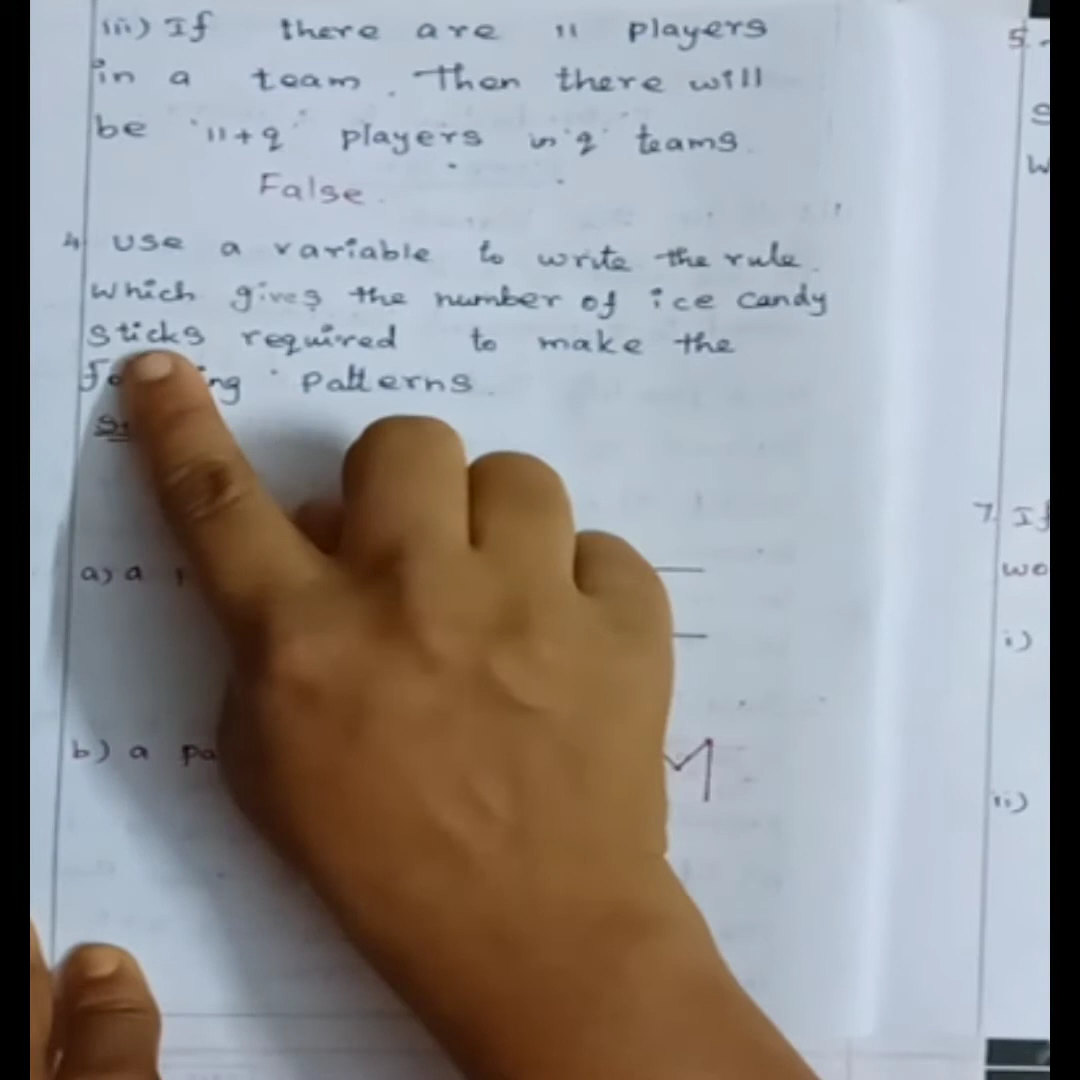 iii) If there are 11 players
in a team. Then there will
be '11+q' players in 'q' teams.
False.
4 Use a variable to write the rule.
Which gives the number of ice candy
sticks required to make the
patterns.
a) a
b) a
M
5.
7. If
i)
ii)